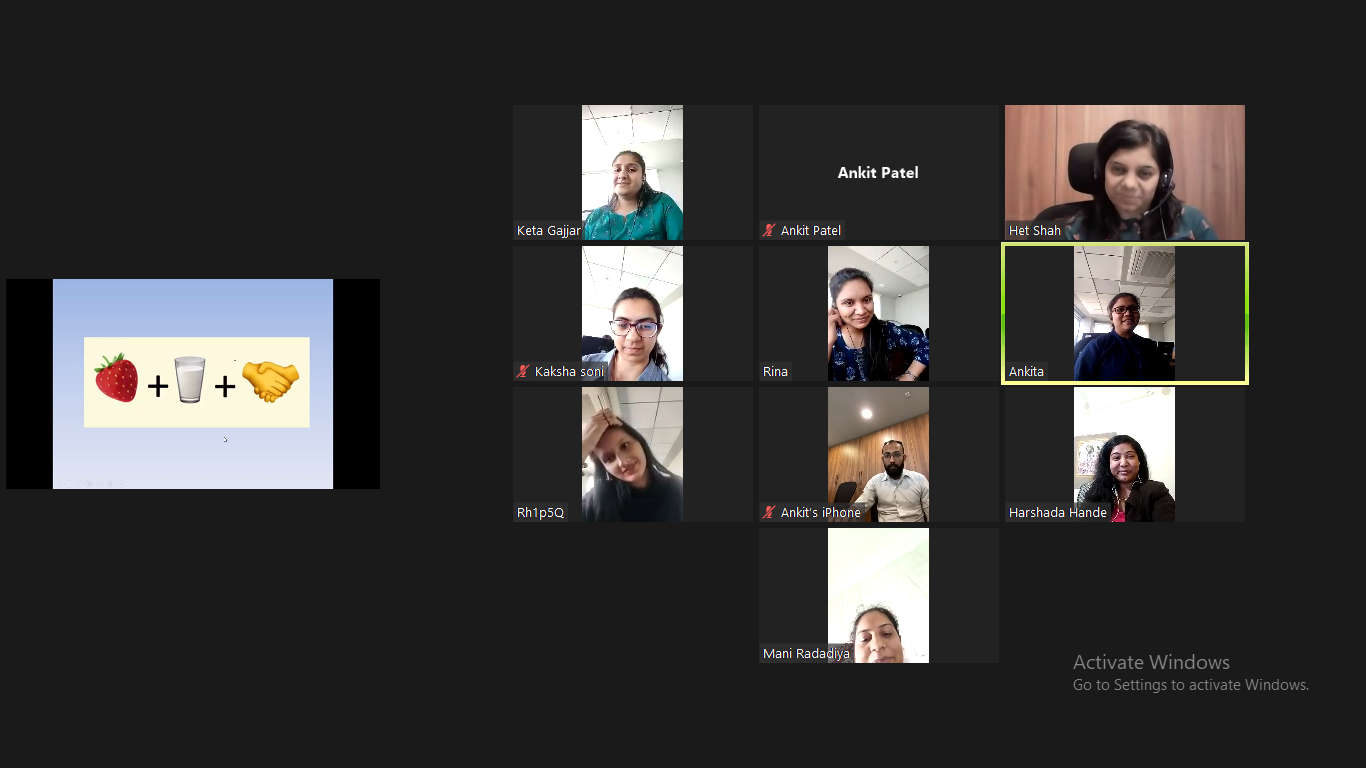 + +
Keta Gajjar
Ankit Patel
Ankit Patel
Het Shah
Kaksha soni
Rina
Ankita
Rh1p5Q
Ankit's iPhone
Harshada Hande
Mani Radadiya
Activate Windows
Go to Settings to activate Windows.